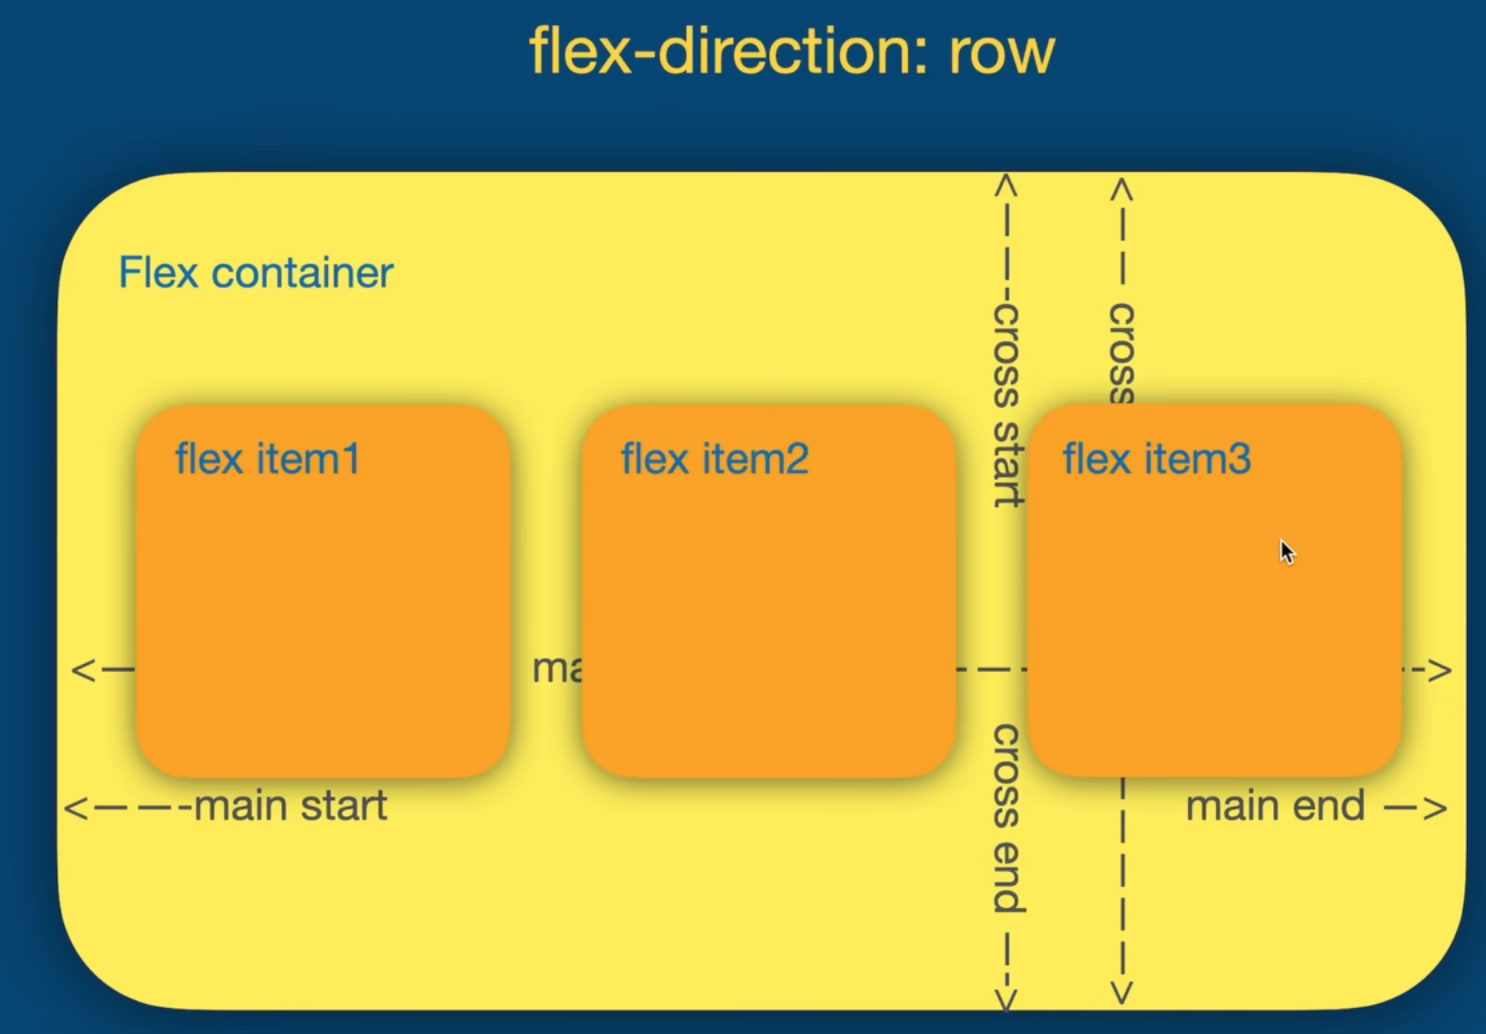 flex-direction: row
Flex container
cross start
cross
flex item1
flex item2
flex item3
cross end
main start
main end